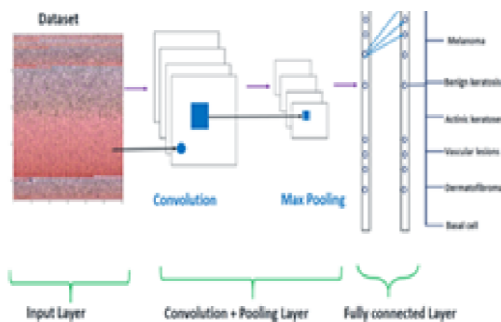 Dataset
Melanoma
Benign keratosis
Actinic keratoses
Vascular lesions
Dermatofibroma
Basal cell
Convolution
Max Pooling
Input Layer
Convolution + Pooling Layer
Fully connected Layer